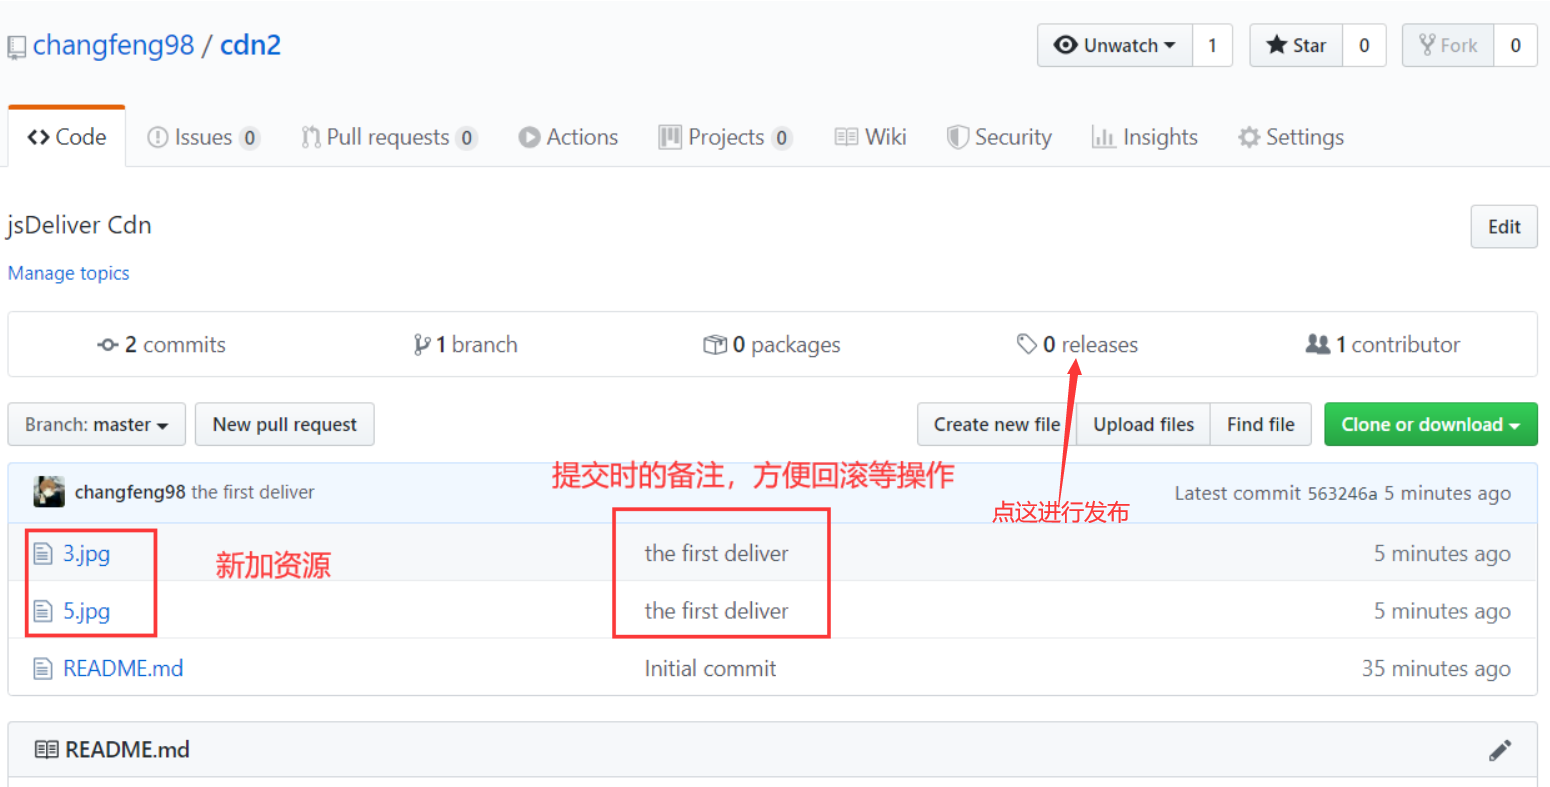 changfeng98 / cdn2
Unwatch 1 Star 0 Fork 0
Code Issues 0 Pull requests 0 Actions Projects 0 Wiki Security Insights Settings
jsDeliver Cdn
Edit
Manage topics
2 commits 1 branch 0 packages 0 releases 1 contributor
Branch: master New pull request Create new file Upload files Find file Clone or download
提交时的备注，方便回滚等操作
changfeng98 the first deliver Latest commit 563246a 5 minutes ago
点这进行发布
3.jpg the first deliver 5 minutes ago
新加资源
5.jpg the first deliver 5 minutes ago
README.md Initial commit 35 minutes ago
README.md